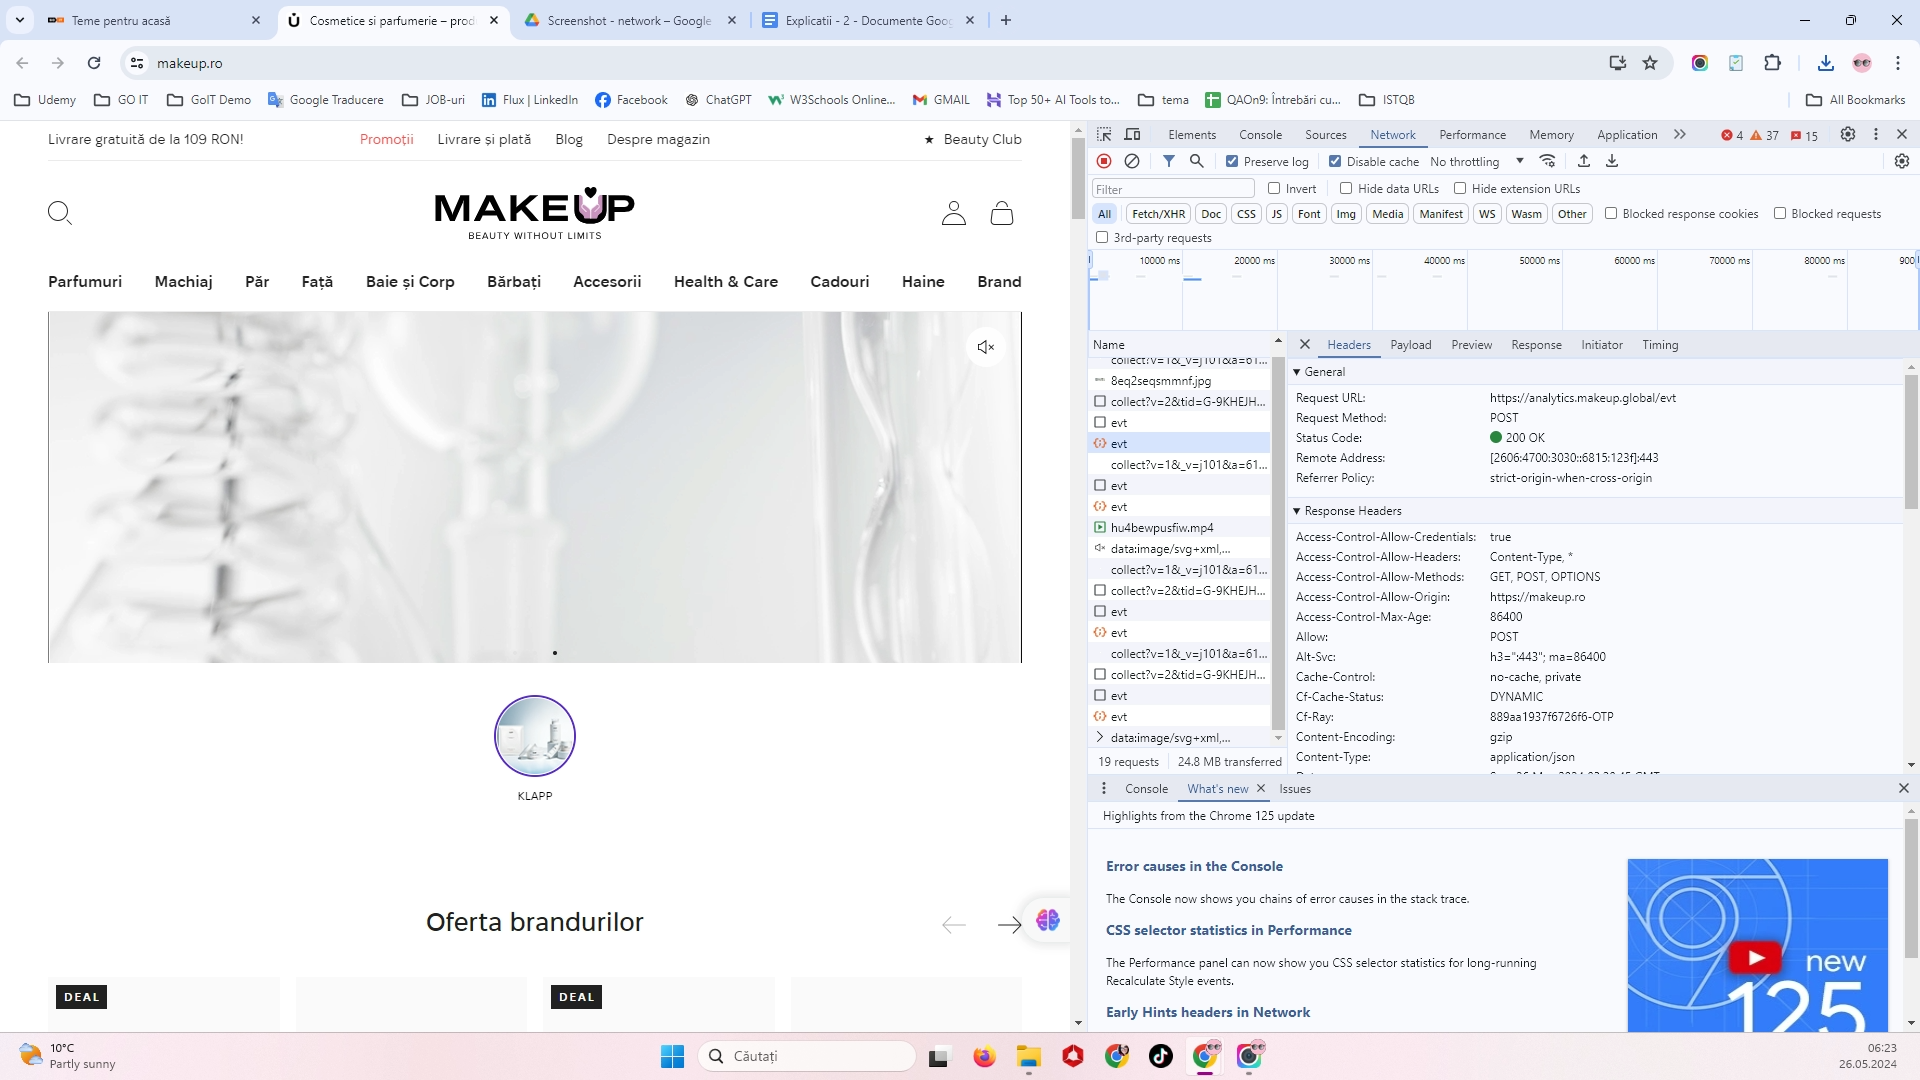 Teme pentru acasă
Cosmetice si parfumerie – prod
Screenshot - network – Google
Explicatii - 2 - Documente Goog
makeup.ro
Udemy
GO IT
GoIT Demo
Google Traducere
JOB-uri
Flux | LinkedIn
Facebook
ChatGPT
W3Schools Online...
GMAIL
Top 50+ AI Tools to...
tema
QAOn9: Întrebări cu...
ISTQB
All Bookmarks
Livrare gratuită de la 109 RON!
Promoții
Livrare și plată
Blog
Despre magazin
★ Beauty Club
MAKEUP
BEAUTY WITHOUT LIMITS
Parfumuri
Machiaj
Păr
Față
Baie și Corp
Bărbați
Accesorii
Health & Care
Cadouri
Haine
Brand
KLAPP
Oferta brandurilor
DEAL
DEAL
Elements
Console
Sources
Network
Performance
Memory
Application
4
37
15
Preserve log
Disable cache
No throttling
Filter
Invert
Hide data URLs
Hide extension URLs
All
Fetch/XHR
Doc
CSS
JS
Font
Img
Media
Manifest
WS
Wasm
Other
Blocked response cookies
Blocked requests
3rd-party requests
10000 ms
20000 ms
30000 ms
40000 ms
50000 ms
60000 ms
70000 ms
80000 ms
900
Name
collect?v=1&_v=j101&a=61...
8eq2seqsmmnf.jpg
collect?v=2&tid=G-9KHEJH...
evt
evt
collect?v=1&_v=j101&a=61...
evt
evt
hu4bewpusfiw.mp4
data:image/svg+xml,...
collect?v=1&_v=j101&a=61...
collect?v=2&tid=G-9KHEJH...
evt
evt
collect?v=1&_v=j101&a=61...
collect?v=2&tid=G-9KHEJH...
evt
evt
data:image/svg+xml,...
19 requests
24.8 MB transferred
Headers
Payload
Preview
Response
Initiator
Timing
General
Request URL: https://analytics.makeup.global/evt
Request Method: POST
Status Code: 200 OK
Remote Address: [2606:4700:3030::6815:123f]:443
Referrer Policy: strict-origin-when-cross-origin
Response Headers
Access-Control-Allow-Credentials: true
Access-Control-Allow-Headers: Content-Type, *
Access-Control-Allow-Methods: GET, POST, OPTIONS
Access-Control-Allow-Origin: https://makeup.ro
Access-Control-Max-Age: 86400
Allow: POST
Alt-Svc: h3=":443"; ma=86400
Cache-Control: no-cache, private
Cf-Cache-Status: DYNAMIC
Cf-Ray: 889aa1937f6726f6-OTP
Content-Encoding: gzip
Content-Type: application/json
Console
What's new
Issues
Highlights from the Chrome 125 update
Error causes in the Console
The Console now shows you chains of error causes in the stack trace.
CSS selector statistics in Performance
The Performance panel can now show you CSS selector statistics for long-running
Recalculate Style events.
Early Hints headers in Network
new
125
10°C
Partly sunny
Căutați
06:23
26.05.2024